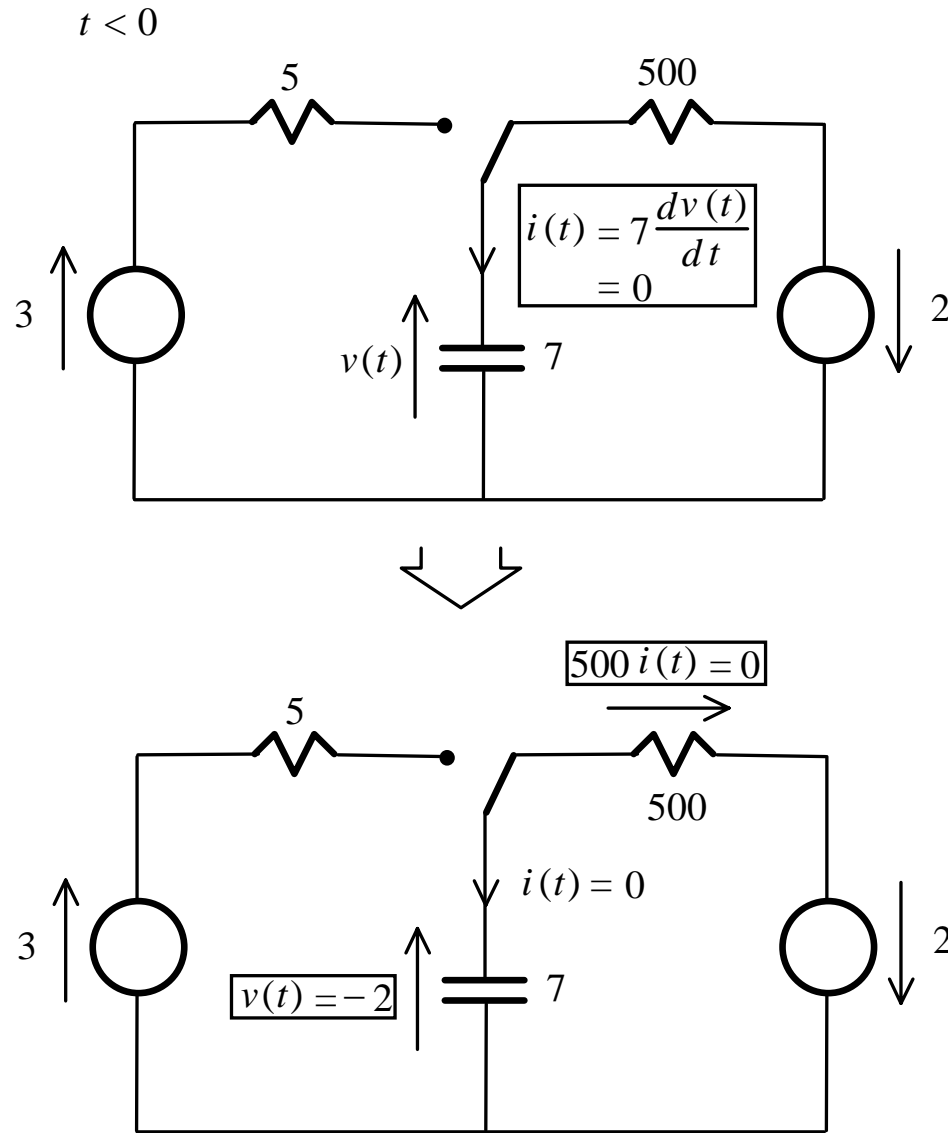 t < 0
5
500
i(t) = 7 dv(t)/dt
= 0
3
v(t)
7
2
500 i(t) = 0
5
500
i(t) = 0
3
v(t) = −2
7
2